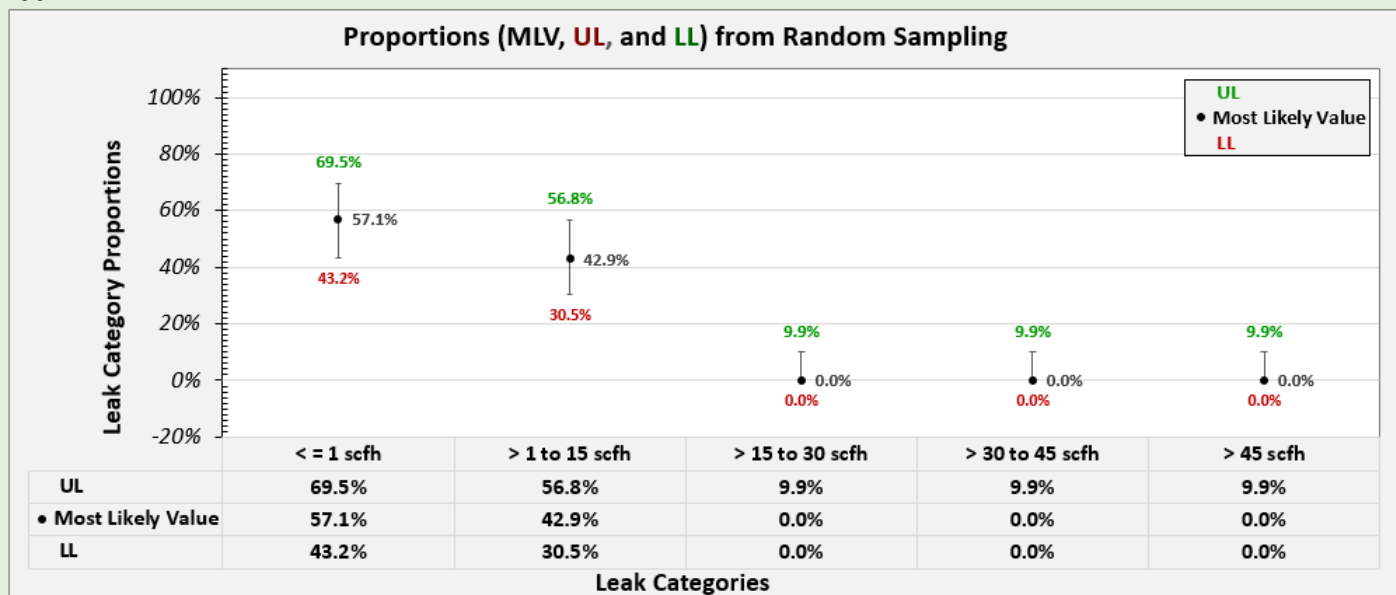 Proportions (MLV, UL, and LL) from Random Sampling
Leak Category Proportions
100%
80%
60%
40%
20%
0%
-20%
UL
• Most Likely Value
LL
69.5%
57.1%
43.2%
56.8%
42.9%
30.5%
9.9%
0.0%
0.0%
9.9%
0.0%
0.0%
9.9%
0.0%
0.0%
< = 1 scfh > 1 to 15 scfh > 15 to 30 scfh > 30 to 45 scfh > 45 scfh
UL 69.5% 56.8% 9.9% 9.9% 9.9%
• Most Likely Value 57.1% 42.9% 0.0% 0.0% 0.0%
LL 43.2% 30.5% 0.0% 0.0% 0.0%
Leak Categories